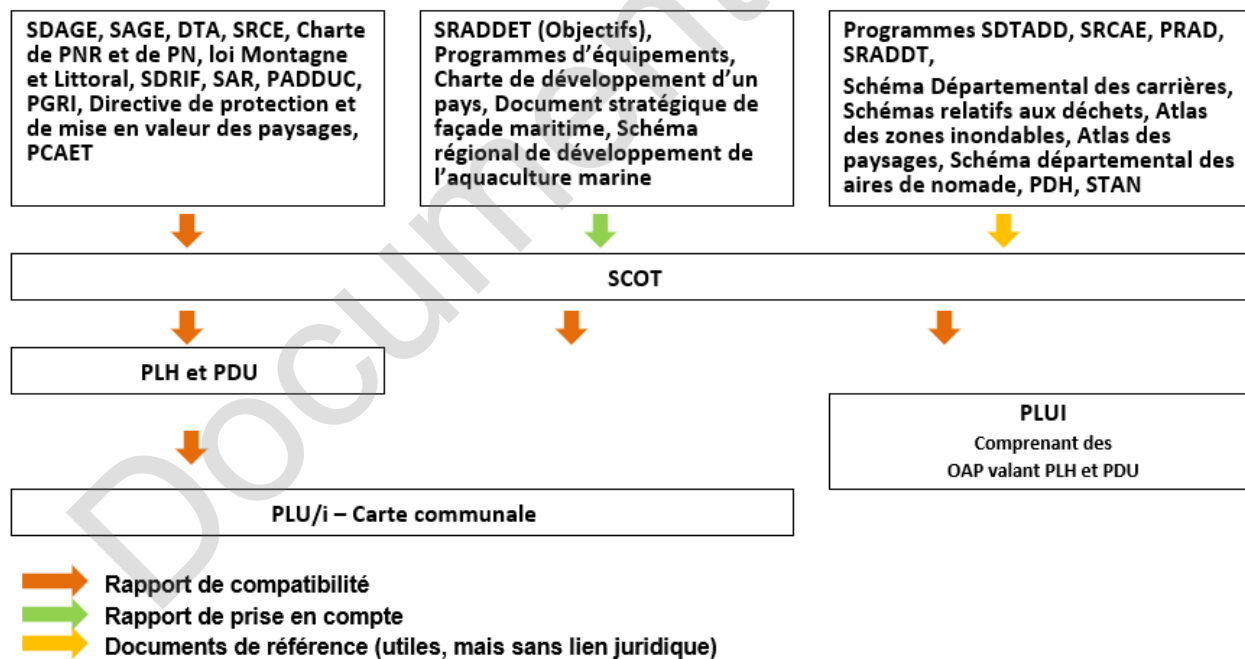 SDAGE, SAGE, DTA, SRCE, Charte
de PNR et de PN, loi Montagne
et Littoral, SDRIF, SAR, PADDUC,
PGRI, Directive de protection et
de mise en valeur des paysages,
PCAET
SRADDET (Objectifs),
Programmes d'équipements,
Charte de développement d'un
pays, Document stratégique de
façade maritime, Schéma
régional de développement de
l'aquaculture marine
Programmes SDTADD, SRCAE, PRAD,
SRADDT,
Schéma Départemental des carrières,
Schémas relatifs aux déchets, Atlas
des zones inondables, Atlas des
paysages, Schéma départemental des
aires de nomade, PDH, STAN
SCOT
PLH et PDU
PLUI
Comprenant des
OAP valant PLH et PDU
PLU/i – Carte communale
Rapport de compatibilité
Rapport de prise en compte
Documents de référence (utiles, mais sans lien juridique)
Document